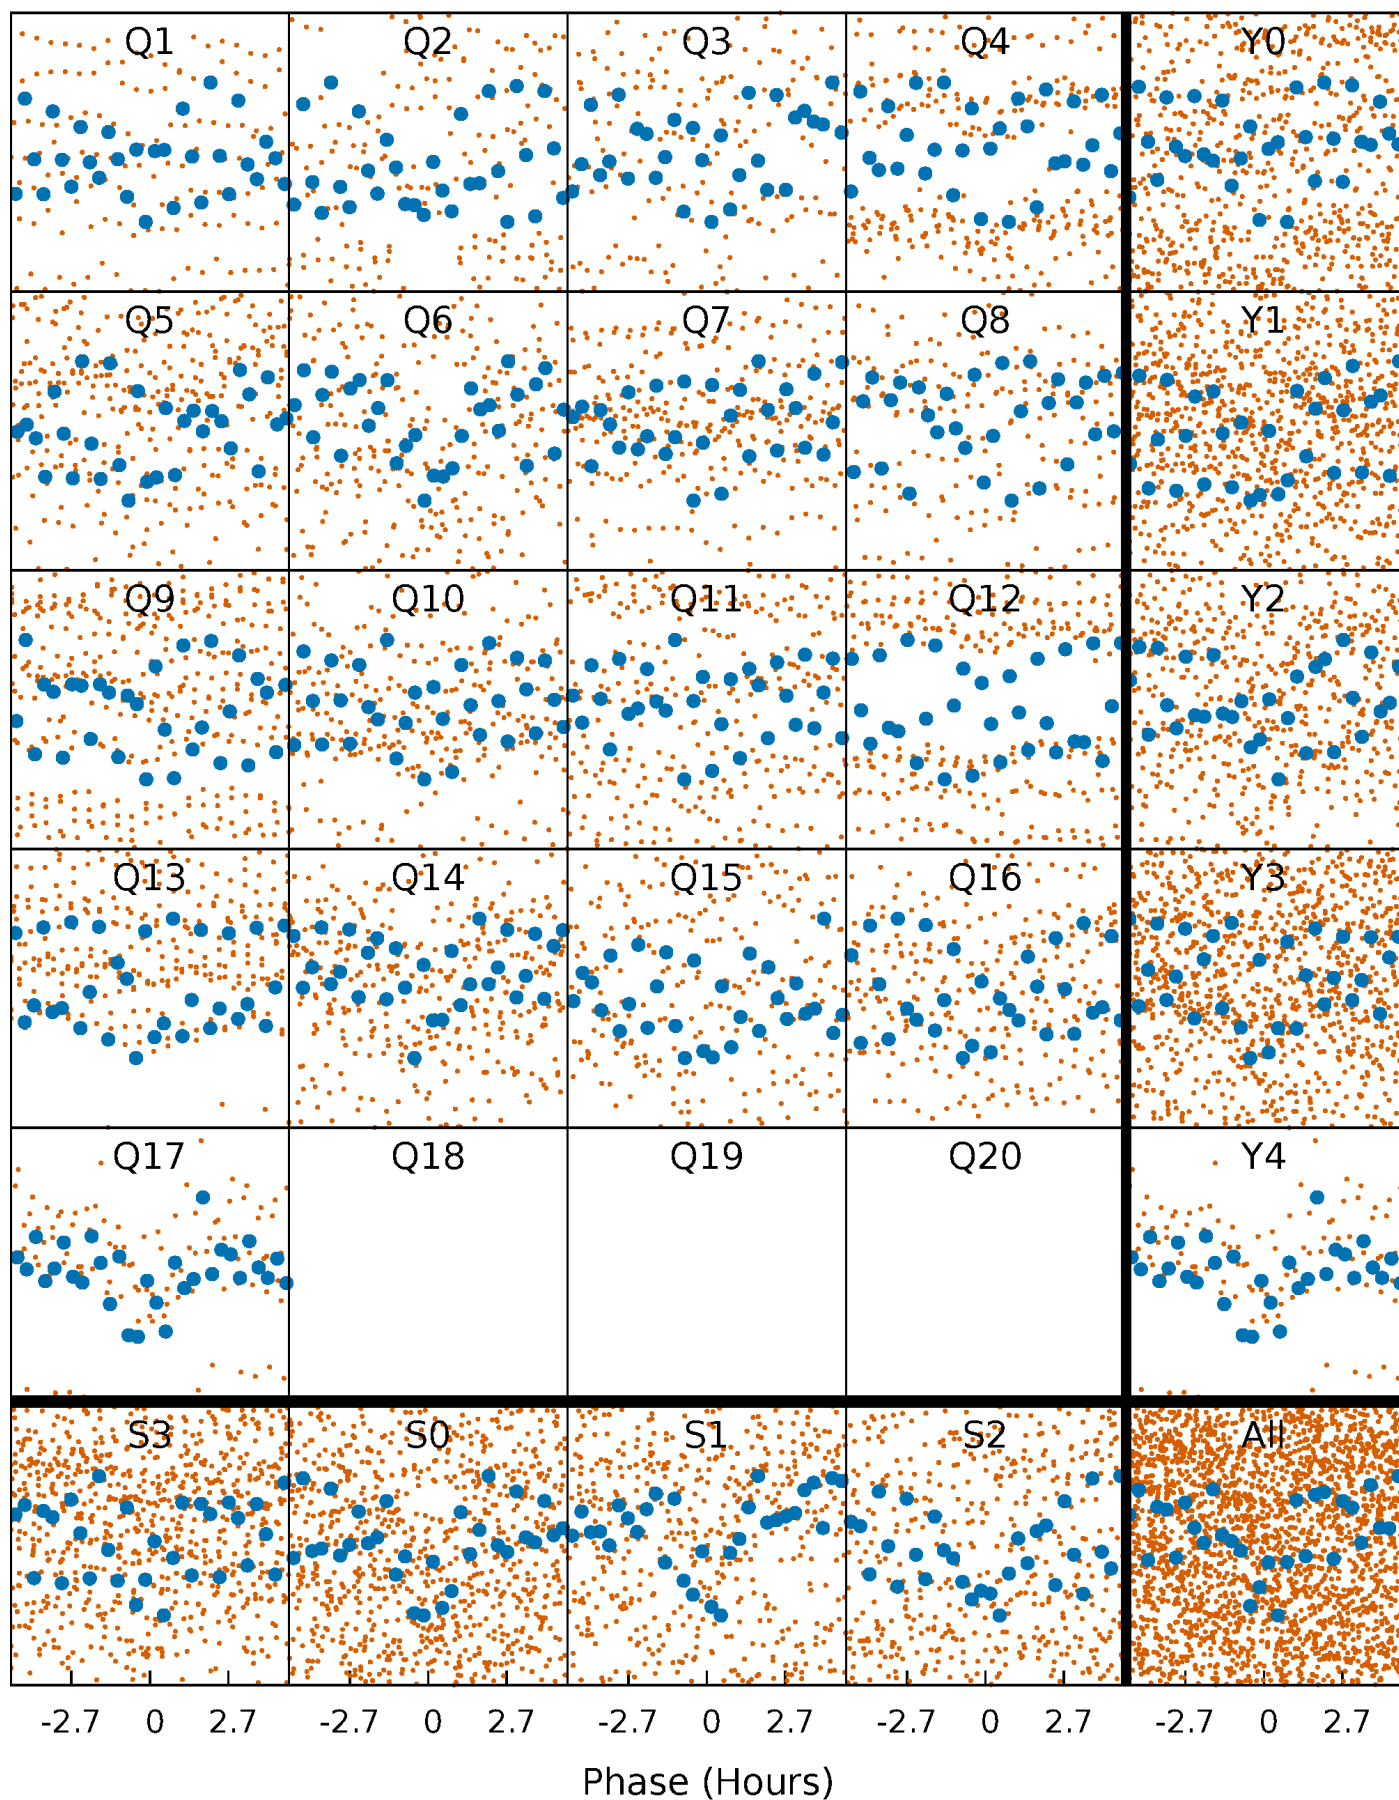 Q1 Q2 Q3 Q4 Y0
Q5 Q6 Q7 Q8 Y1
Q9 Q10 Q11 Q12 Y2
Q13 Q14 Q15 Q16 Y3
Q17 Q18 Q19 Q20 Y4
S3 S0 S1 S2 All
-2.7 0 2.7 -2.7 0 2.7 -2.7 0 2.7 -2.7 0 2.7 -2.7 0 2.7
Phase (Hours)